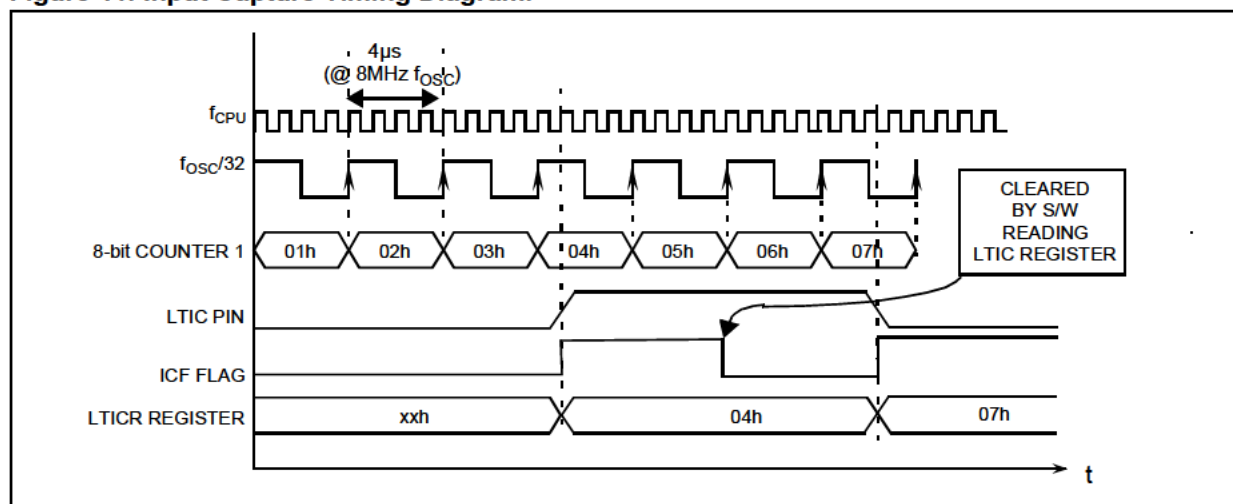 4µs
(@ 8MHz fOSC)
fCPU
fOSC/32
CLEARED
BY S/W
READING
LTIC REGISTER
8-bit COUNTER 1
01h 02h 03h 04h 05h 06h 07h
LTIC PIN
ICF FLAG
LTICR REGISTER
xxh 04h 07h
t